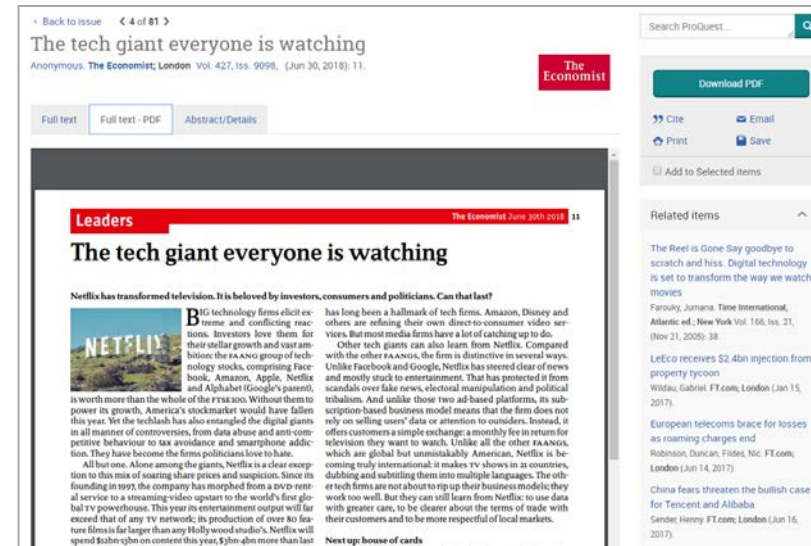 Back to issue < 4 of 81 >
The tech giant everyone is watching
Anonymous. The Economist; London Vol. 427, Iss. 9098, (Jun 30, 2018): 11.
The
Economist
Full text
Full text - PDF
Abstract/Details
Leaders
The Economist June 30th 2018 11
The tech giant everyone is watching
Netflix has transformed television. It is beloved by investors, consumers and politicians. Can that last?
NETFLIX
BIG technology firms elicit ex-
treme and conflicting reac-
tions. Investors love them for
their stellar growth and vast am-
bition: the FAANG group of tech-
nology stocks, comprising Face-
book, Amazon, Apple, Netflix
and Alphabet (Google's parent),
is worth more than the whole of the FTSE100. Without them to
power its growth, America's stockmarket would have fallen
this year. Yet the techlash has also entangled the digital giants
in all manner of controversies, from data abuse and anti-com-
petitive behaviour to tax avoidance and smartphone addic-
tion. They have become the firms politicians love to hate.
All but one. Alone among the giants, Netflix is a clear excep-
tion to this mix of soaring share prices and suspicion. Since its
founding in 1997, the company has morphed from a DVD-rent-
al service to a streaming-video upstart to the world's first glo-
bal TV powerhouse. This year its entertainment output will far
exceed that of any TV network; its production of over 80 fea-
ture films is far larger than any Hollywood studio's. Netflix will
spend $12bn-13bn on content this year, $3bn-4bn more than last
has long been a hallmark of tech firms. Amazon, Disney and
others are refining their own direct-to-consumer video ser-
vices. But most media firms have a lot of catching up to do.
Other tech giants can also learn from Netflix. Compared
with the other FAANGs, the firm is distinctive in several ways.
Unlike Facebook and Google, Netflix has steered clear of news
and mostly stuck to entertainment. That has protected it from
scandals over fake news, electoral manipulation and political
tribalism. And unlike those two ad-based platforms, its sub-
scription-based business model means that the firm does not
rely on selling users' data or attention to outsiders. Instead, it
offers customers a simple exchange: a monthly fee in return for
television they want to watch. Unlike all the other FAANGs,
which are global but unmistakably American, Netflix is be-
coming truly international: it makes TV shows in 21 countries,
dubbing and subtitling them into multiple languages. The oth-
er tech firms are not about to rip up their business models; they
work too well. But they can still learn from Netflix: to use data
with greater care, to be clearer about the terms of trade with
their customers and to be more respectful of local markets.
Next up: house of cards
Search ProQuest...
Download PDF
Cite
Email
Print
Save
Add to Selected items
Related items
The Reel is Gone Say goodbye to
scratch and hiss. Digital technology
is set to transform the way we watch
movies
Farouky, Jumana. Time International,
Atlantic ed.; New York Vol. 166, Iss. 21,
(Nov 21, 2005): 38.
LeEco receives $2.4bn injection from
property tycoon
Wildau, Gabriel. FT.com; London (Jan 15,
2017).
European telecoms brace for losses
as roaming charges end
Robinson, Duncan; Fildes, Nic. FT.com;
London (Jun 14, 2017).
China fears threaten the bullish case
for Tencent and Alibaba
Sender, Henny. FT.com; London (Jun 16,
2017).